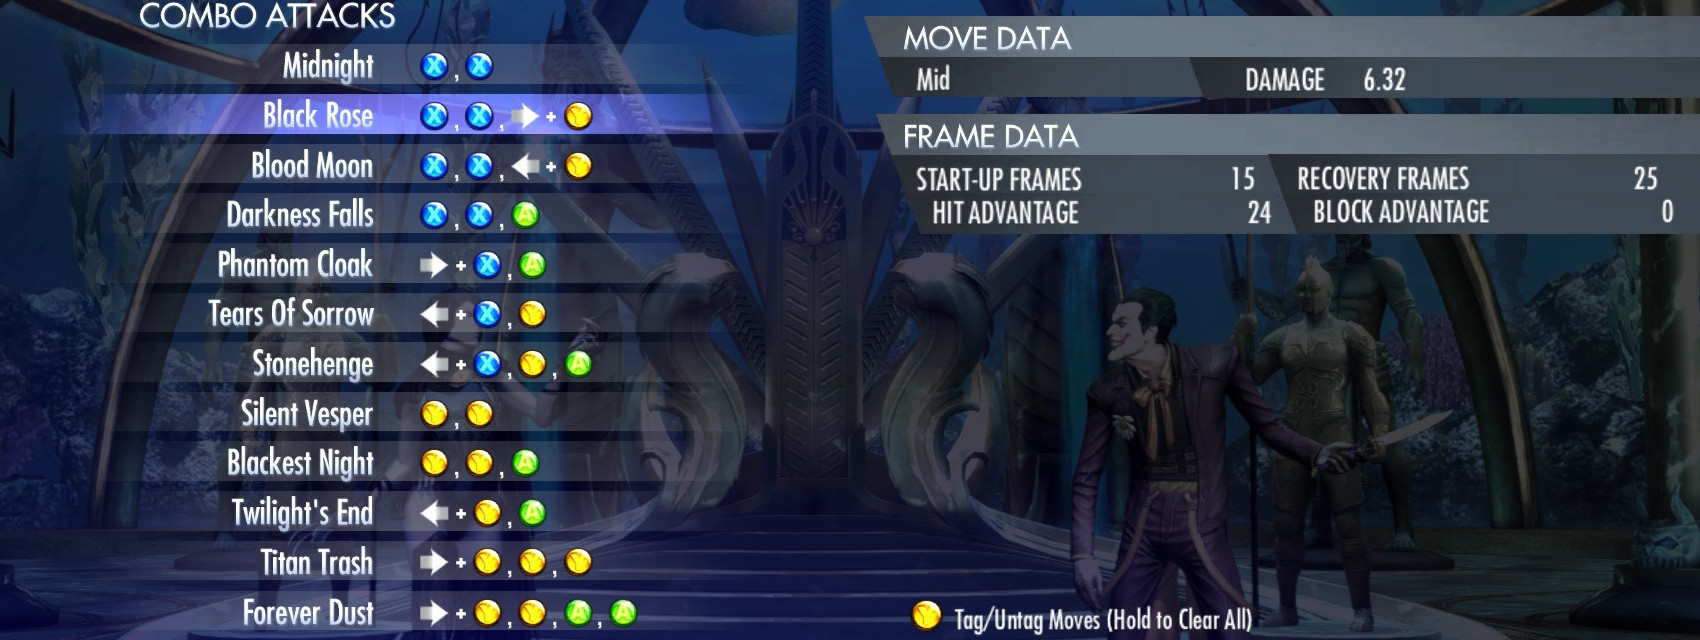 COMBO ATTACKS
Midnight X , X
Black Rose X , X , + Y
Blood Moon X , X , + Y
Darkness Falls X , X , A
Phantom Cloak + X , A
Tears Of Sorrow + X , Y
Stonehenge + X , Y , A
Silent Vesper Y , Y
Blackest Night Y , Y , A
Twilight's End + Y , A
Titan Trash + Y , Y , Y
Forever Dust + Y , Y , A , A
MOVE DATA
Mid DAMAGE 6.32
FRAME DATA
START-UP FRAMES 15 RECOVERY FRAMES 25
HIT ADVANTAGE 24 BLOCK ADVANTAGE 0
Y Tag/Untag Moves (Hold to Clear All)